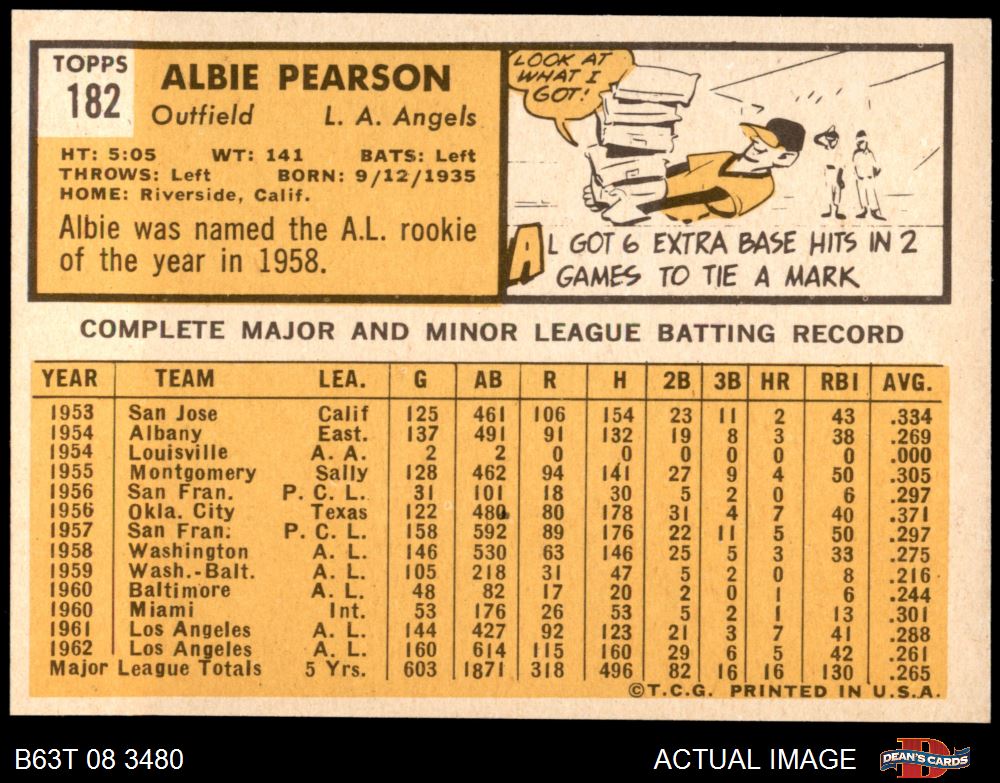 TOPPS
182
ALBIE PEARSON
Outfield L. A. Angels
HT: 5:05 WT: 141 BATS: Left
THROWS: Left BORN: 9/12/1935
HOME: Riverside, Calif.
Albie was named the A.L. rookie
of the year in 1958.
LOOK AT
WHAT I
GOT!
AL GOT 6 EXTRA BASE HITS IN 2
GAMES TO TIE A MARK
COMPLETE MAJOR AND MINOR LEAGUE BATTING RECORD
YEAR TEAM LEA. G AB R H 2B 3B HR RBI AVG.
1953 San Jose Calif 125 461 106 154 23 11 2 43 .334
1954 Albany East. 137 491 91 132 19 8 3 38 .269
1954 Louisville A. A. 2 2 0 0 0 0 0 0 .000
1955 Montgomery Sally 128 462 94 141 27 9 4 50 .305
1956 San Fran. P. C. L. 31 101 18 30 5 2 0 6 .297
1956 Okla. City Texas 122 480 80 178 31 4 7 40 .371
1957 San Fran. P. C. L. 158 592 89 176 22 11 5 50 .297
1958 Washington A. L. 146 530 63 146 25 5 3 33 .275
1959 Wash.-Balt. A. L. 105 218 31 47 5 2 0 8 .216
1960 Baltimore A. L. 48 82 17 20 2 0 1 6 .244
1960 Miami Int. 53 176 26 53 5 2 1 13 .301
1961 Los Angeles A. L. 144 427 92 123 21 3 7 41 .288
1962 Los Angeles A. L. 160 614 115 160 29 6 5 42 .261
Major League Totals 5 Yrs. 603 1871 318 496 82 16 16 130 .265
©T.C.G. PRINTED IN U.S.A.
B63T 08 3480 ACTUAL IMAGE DEAN'S CARDS